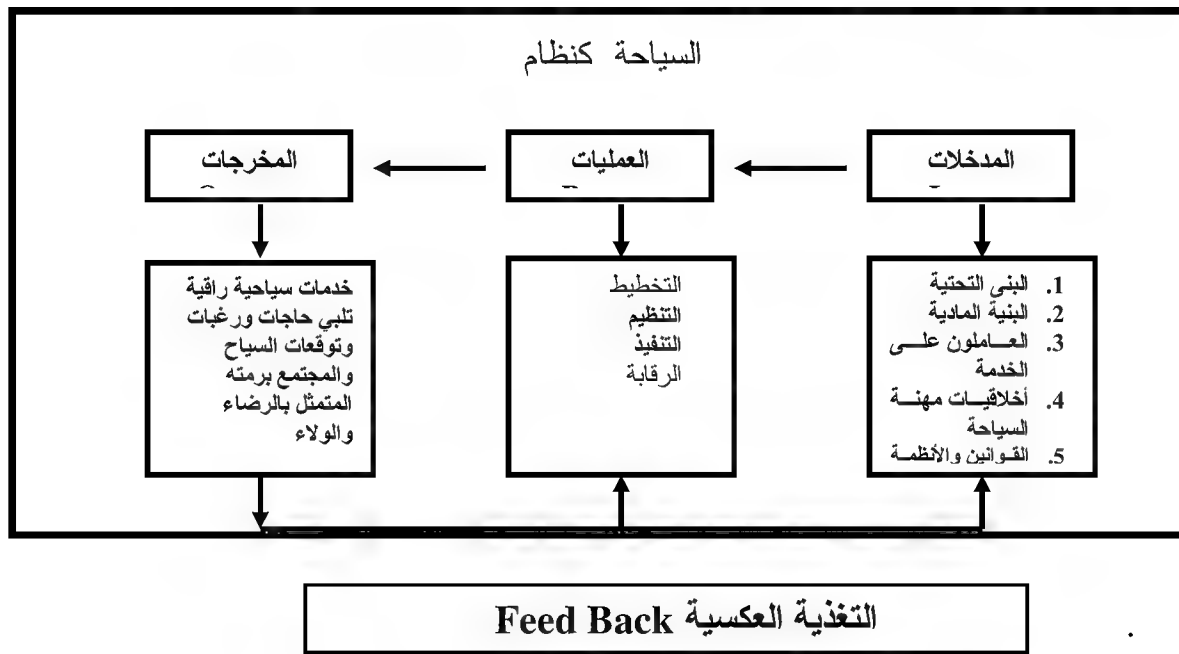 السياحة كنظام
المدخلات
العمليات
المخرجات
1. البنى التحتية
2. البنية المادية
3. العاملون على
الخدمة
4. أخلاقيات مهنة
السياحة
5. القوانين والأنظمة
التخطيط
التنظيم
التنفيذ
الرقابة
خدمات سياحية راقية
تلبي حاجات ورغبات
وتوقعات السياح
والمجتمع برمته
المتمثل بالرضاء
والولاء
التغذية العكسية Feed Back
.